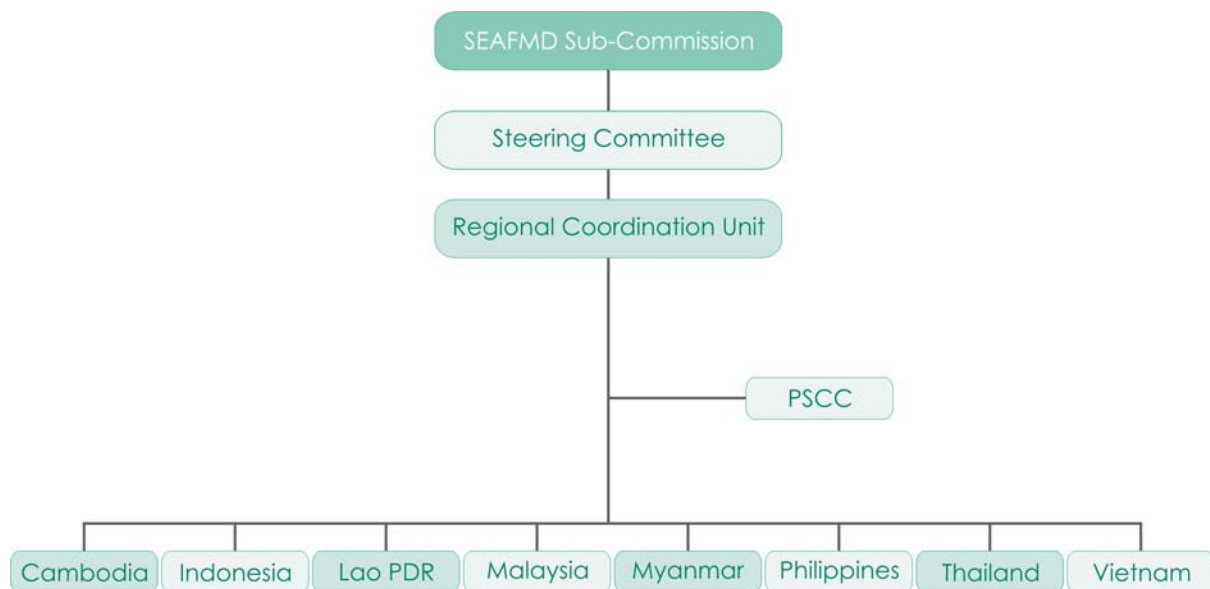 SEAFMD Sub-Commission
Steering Committee
Regional Coordination Unit
PSCC
Cambodia
Indonesia
Lao PDR
Malaysia
Myanmar
Philippines
Thailand
Vietnam